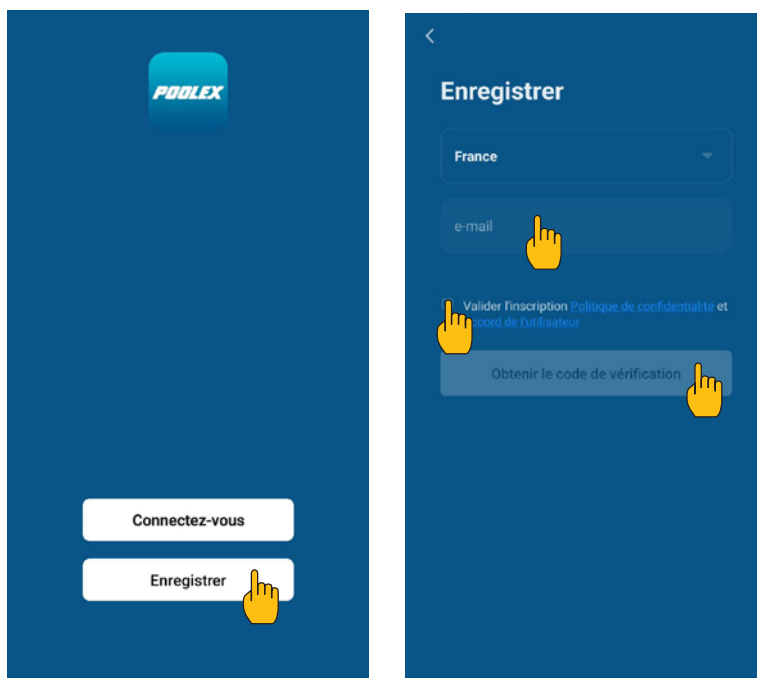 POOLEX
Connectez-vous
Enregistrer
Enregistrer
France
e-mail
Valider l'inscription Politique de confidentialité et
accord de l'utilisateur
Obtenir le code de vérification